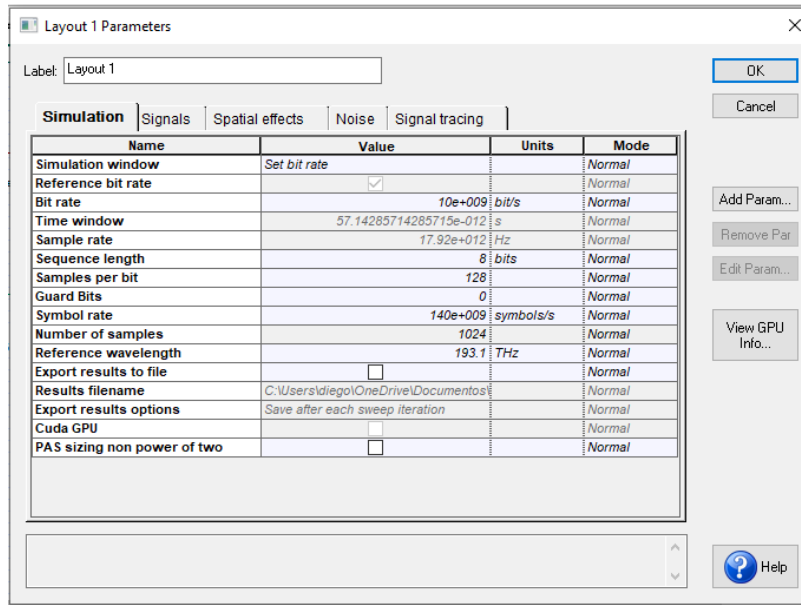 Layout 1 Parameters
Label: Layout 1
OK
Cancel
Simulation Signals Spatial effects Noise Signal tracing
Name Value Units Mode
Simulation window Set bit rate Normal
Reference bit rate Normal
Bit rate 10e+009 bit/s Normal
Time window 57.14285714285715e-012 s Normal
Sample rate 17.92e+012 Hz Normal
Sequence length 8 bits Normal
Samples per bit 128 Normal
Guard Bits 0 Normal
Symbol rate 140e+009 symbols/s Normal
Number of samples 1024 Normal
Reference wavelength 193.1 THz Normal
Export results to file Normal
Results filename C:\Users\diego\OneDrive\Documentos\ Normal
Export results options Save after each sweep iteration Normal
Cuda GPU Normal
PAS sizing non power of two Normal
Add Param...
Remove Par
Edit Param...
View GPU
Info...
Help